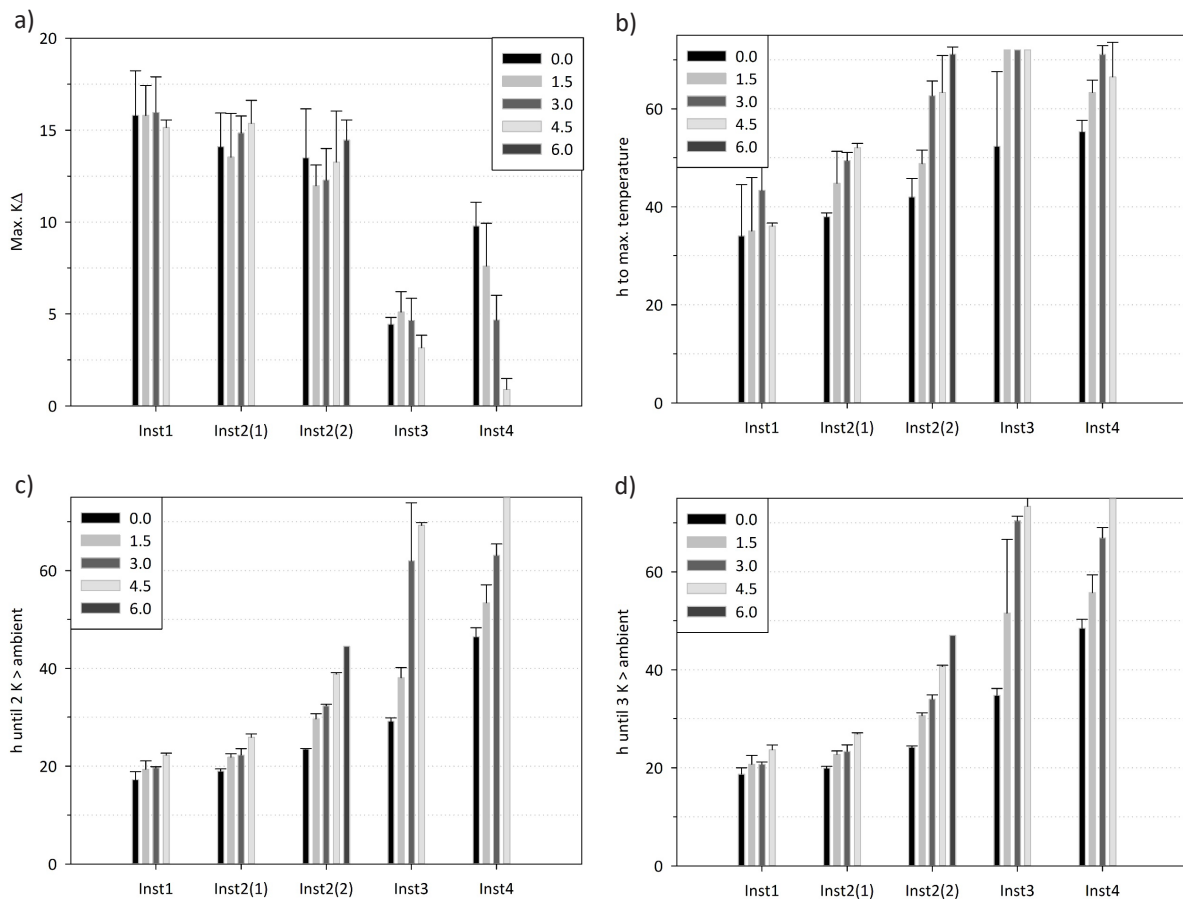 a)
Max. KΔ
20
15
10
5
0
0.0
1.5
3.0
4.5
6.0
Inst1
Inst2(1)
Inst2(2)
Inst3
Inst4
b)
h to max. temperature
60
40
20
0
0.0
1.5
3.0
4.5
6.0
Inst1
Inst2(1)
Inst2(2)
Inst3
Inst4
c)
h until 2 K > ambient
60
40
20
0
0.0
1.5
3.0
4.5
6.0
Inst1
Inst2(1)
Inst2(2)
Inst3
Inst4
d)
h until 3 K > ambient
60
40
20
0
0.0
1.5
3.0
4.5
6.0
Inst1
Inst2(1)
Inst2(2)
Inst3
Inst4